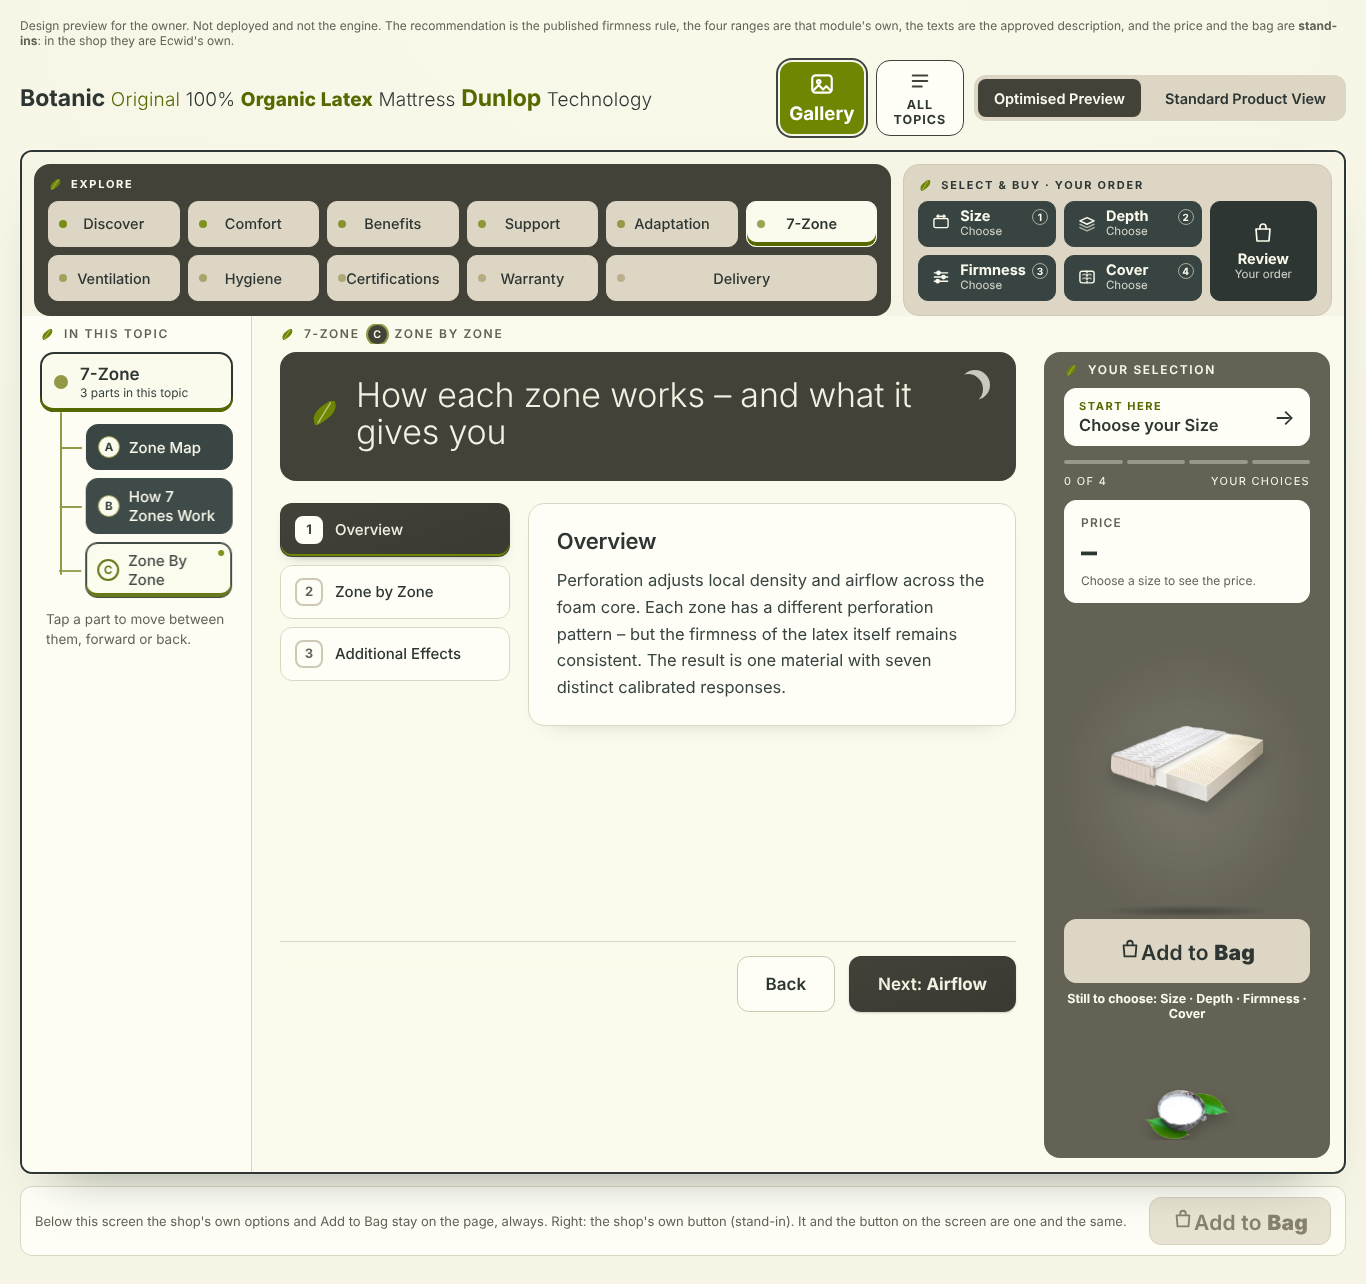 Design preview for the owner. Not deployed and not the engine. The recommendation is the published firmness rule, the four ranges are that module's own, the texts are the approved description, and the price and the bag are stand-
ins: in the shop they are Ecwid's own.
Botanic Original 100% Organic Latex Mattress Dunlop Technology
Gallery
ALL
TOPICS
Optimised Preview
Standard Product View
EXPLORE
Discover
Comfort
Benefits
Support
Adaptation
7-Zone
Ventilation
Hygiene
Certifications
Warranty
Delivery
SELECT & BUY · YOUR ORDER
Size
1
Choose
Depth
2
Choose
Firmness
3
Choose
Cover
4
Choose
Review
Your order
IN THIS TOPIC
7-Zone
3 parts in this topic
A
Zone Map
B
How 7
Zones Work
C
Zone By
Zone
Tap a part to move between
them, forward or back.
7-ZONE C ZONE BY ZONE
How each zone works – and what it
gives you
1
Overview
2
Zone by Zone
3
Additional Effects
Overview
Perforation adjusts local density and airflow across the
foam core. Each zone has a different perforation
pattern – but the firmness of the latex itself remains
consistent. The result is one material with seven
distinct calibrated responses.
Back
Next: Airflow
YOUR SELECTION
START HERE
Choose your Size
0 OF 4
YOUR CHOICES
PRICE
–
Choose a size to see the price.
Add to Bag
Still to choose: Size · Depth · Firmness ·
Cover
Below this screen the shop's own options and Add to Bag stay on the page, always. Right: the shop's own button (stand-in). It and the button on the screen are one and the same.
Add to Bag